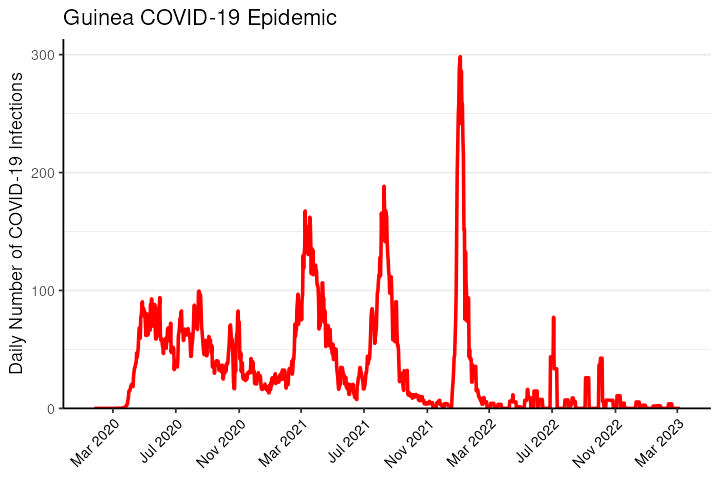 Guinea COVID-19 Epidemic
Daily Number of COVID-19 Infections
300
200
100
0
Mar 2020
Jul 2020
Nov 2020
Mar 2021
Jul 2021
Nov 2021
Mar 2022
Jul 2022
Nov 2022
Mar 2023